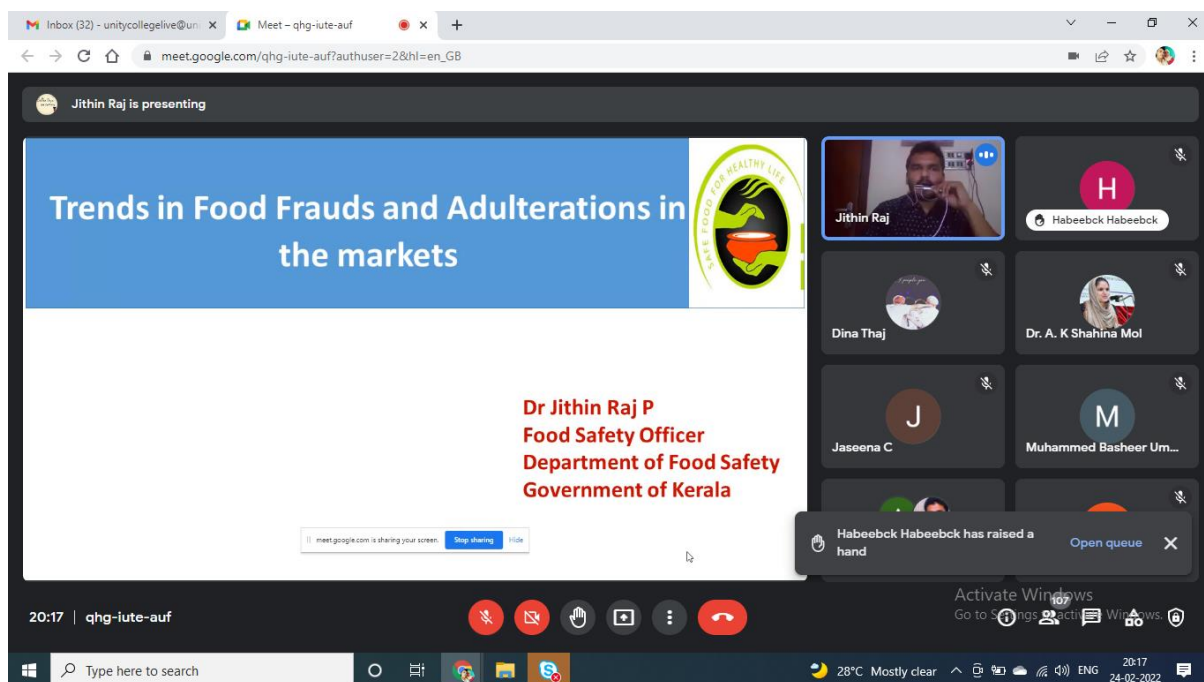 Inbox (32) - unitycollegelive@un
Meet – qhg-iute-auf
meet.google.com/qhg-iute-auf?authuser=2&hl=en_GB
Jithin Raj is presenting
Trends in Food Frauds and Adulterations in
the markets
SAFE FOOD FOR HEALTHY LIFE
Dr Jithin Raj P
Food Safety Officer
Department of Food Safety
Government of Kerala
meet.google.com is sharing your screen.
Stop sharing
Hide
Jithin Raj
H
Habeebck Habeebck
Dina Thaj
Dr. A. K Shahina Mol
J
Jaseena C
M
Muhammed Basheer Um...
Habeebck Habeebck has raised a
hand
Open queue
20:17 | qhg-iute-auf
107
Activate Windows
Go to Settings to activate Windows.
Type here to search
28°C Mostly clear
ENG
20:17
24-02-2022